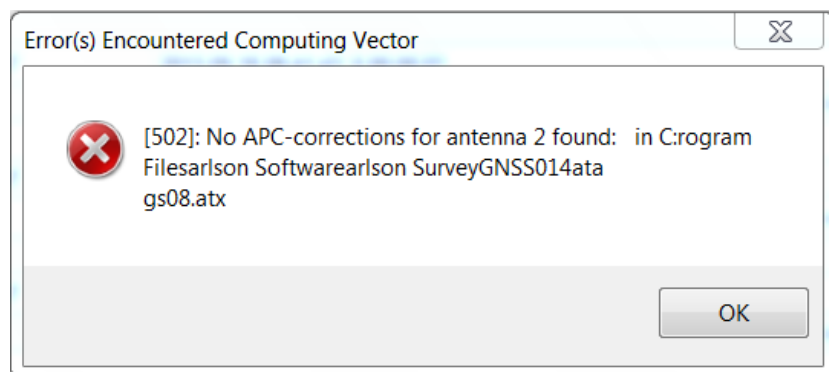 Error(s) Encountered Computing Vector
[502]: No APC-corrections for antenna 2 found:   in C:rogram
Filesarlson Softwarearlson SurveyGNSS014ata
gs08.atx
OK